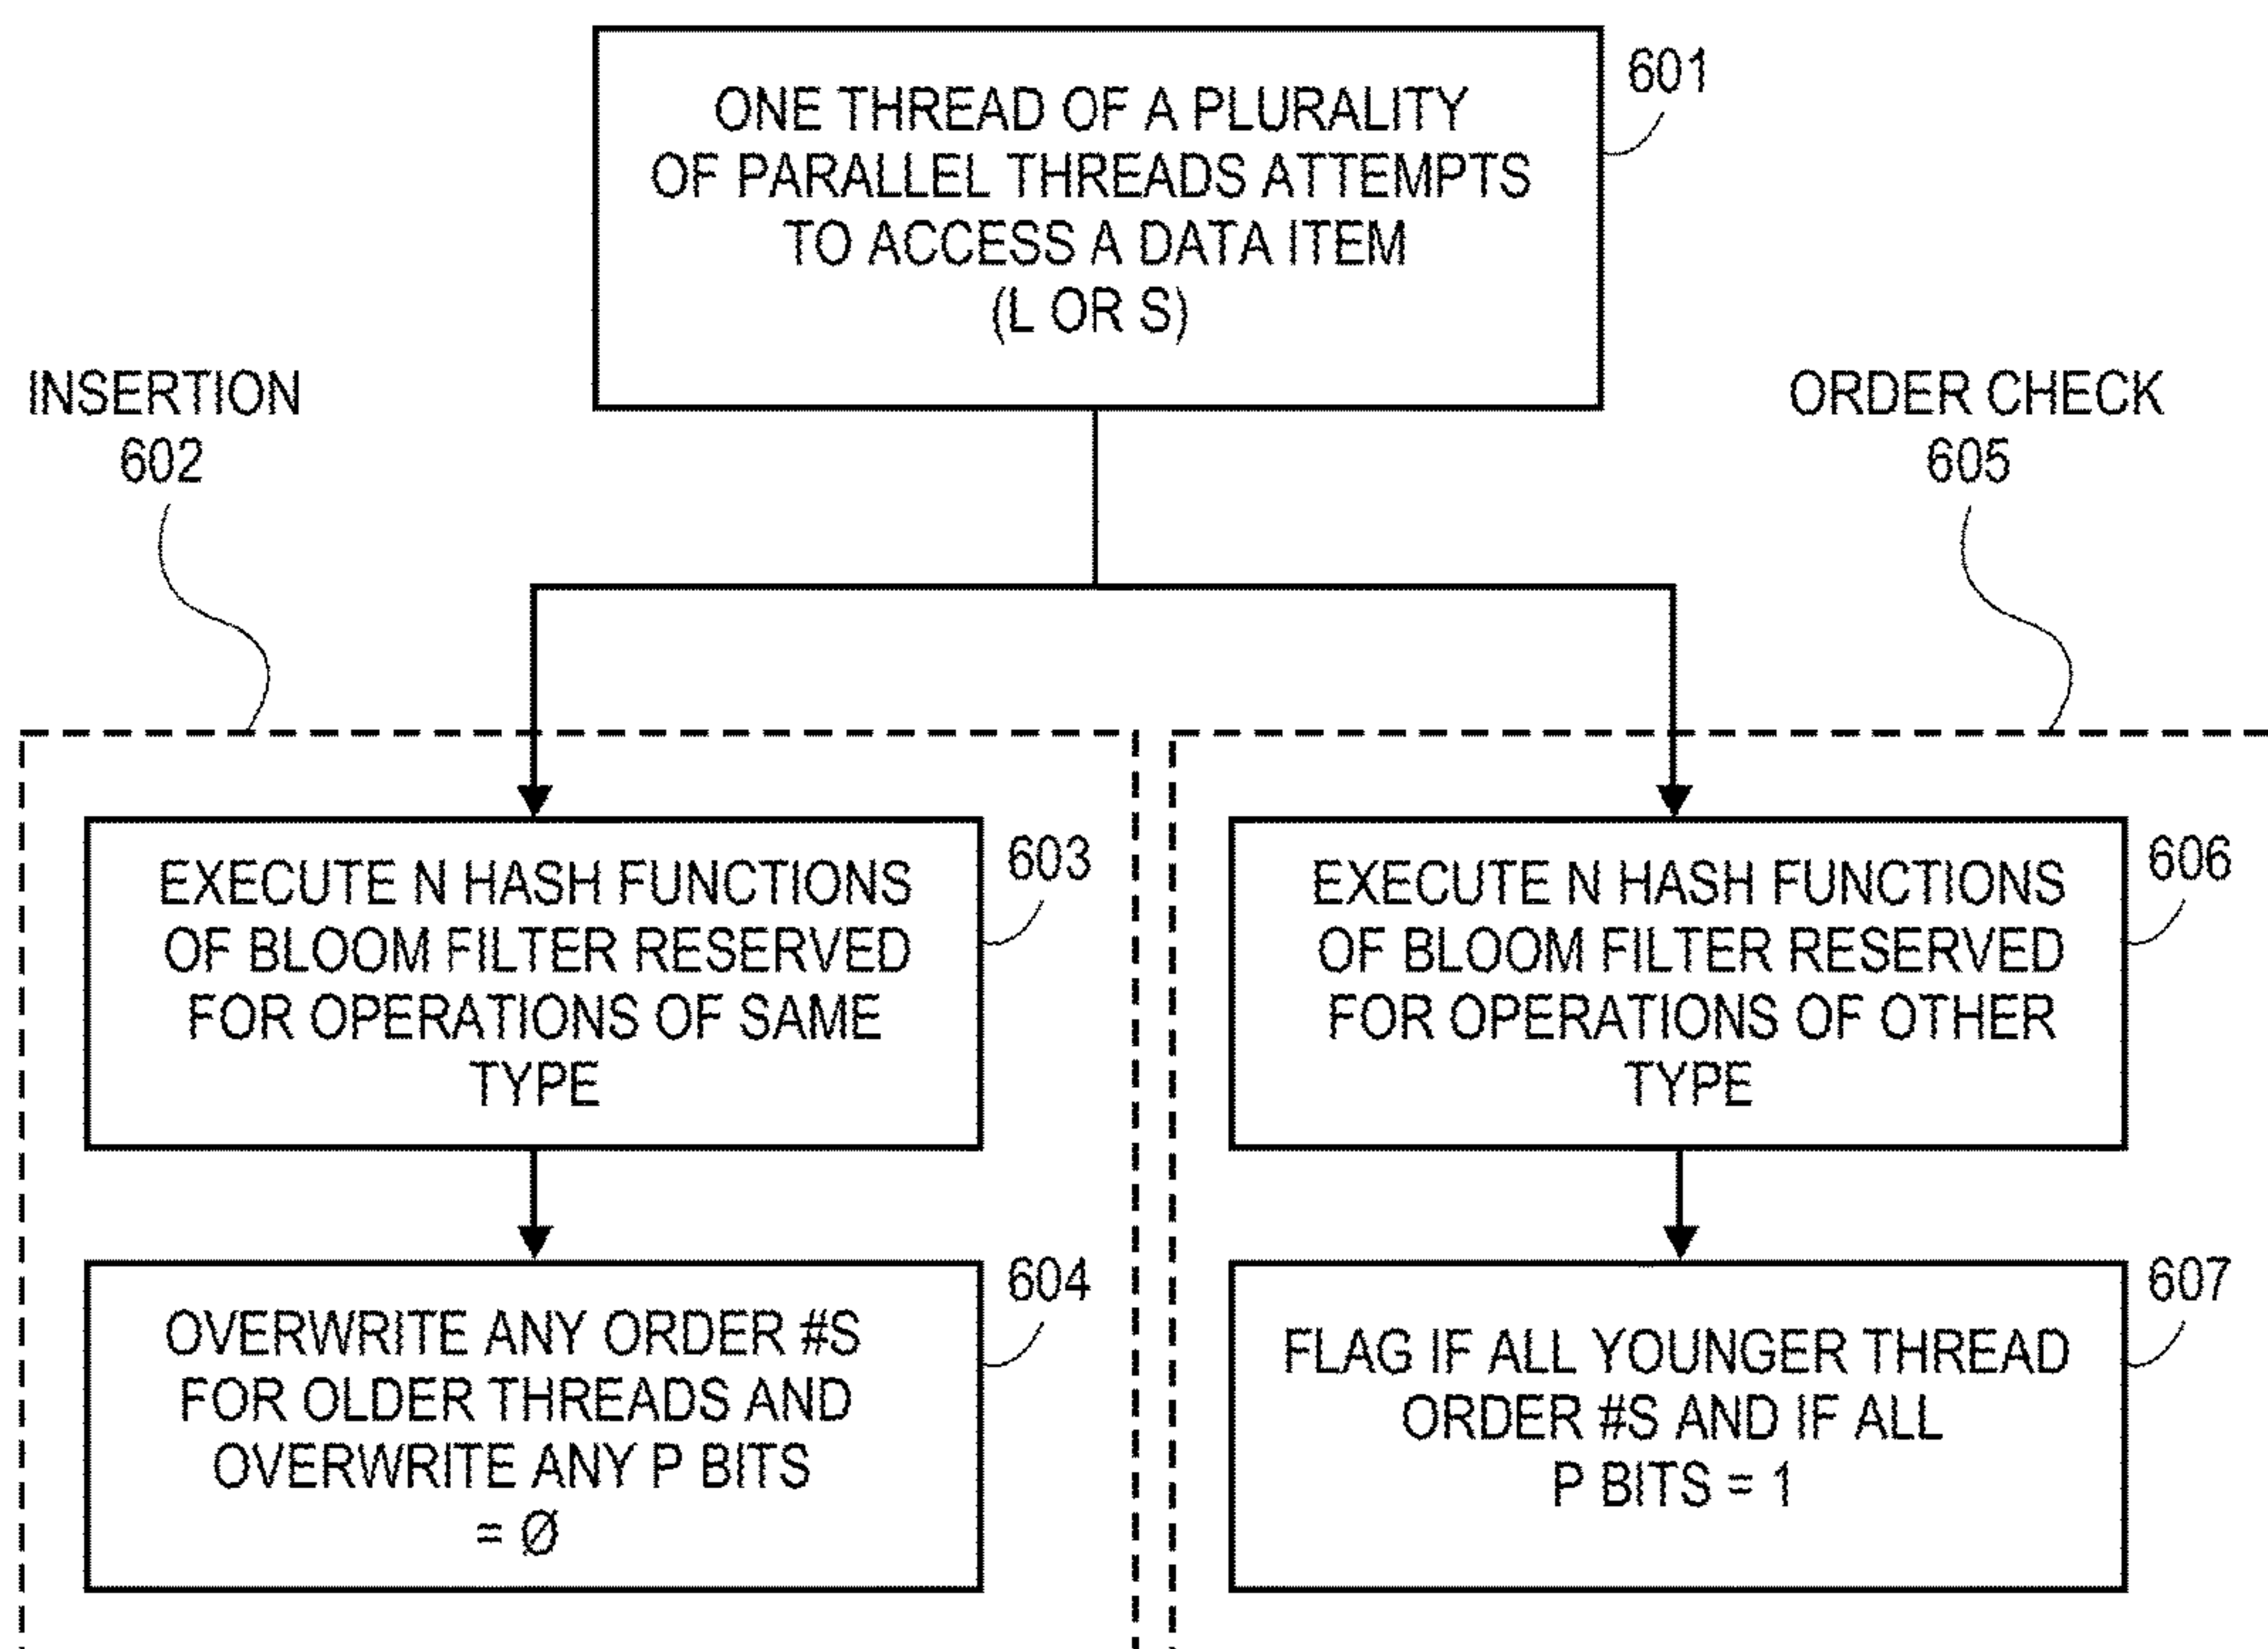 ONE THREAD OF A PLURALITY
OF PARALLEL THREADS ATTEMPTS
TO ACCESS A DATA ITEM
(L OR S)
601
INSERTION
602
ORDER CHECK
605
EXECUTE N HASH FUNCTIONS
OF BLOOM FILTER RESERVED
FOR OPERATIONS OF SAME
TYPE
603
EXECUTE N HASH FUNCTIONS
OF BLOOM FILTER RESERVED
FOR OPERATIONS OF OTHER
TYPE
606
OVERWRITE ANY ORDER #S
FOR OLDER THREADS AND
OVERWRITE ANY P BITS
= Ø
604
FLAG IF ALL YOUNGER THREAD
ORDER #S AND IF ALL
P BITS = 1
607